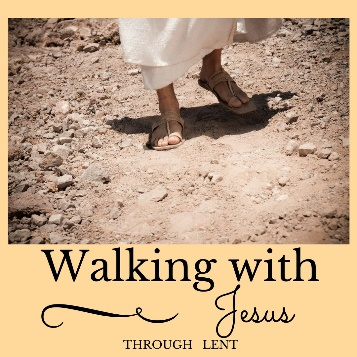 Walking with
Jesus
THROUGH LENT